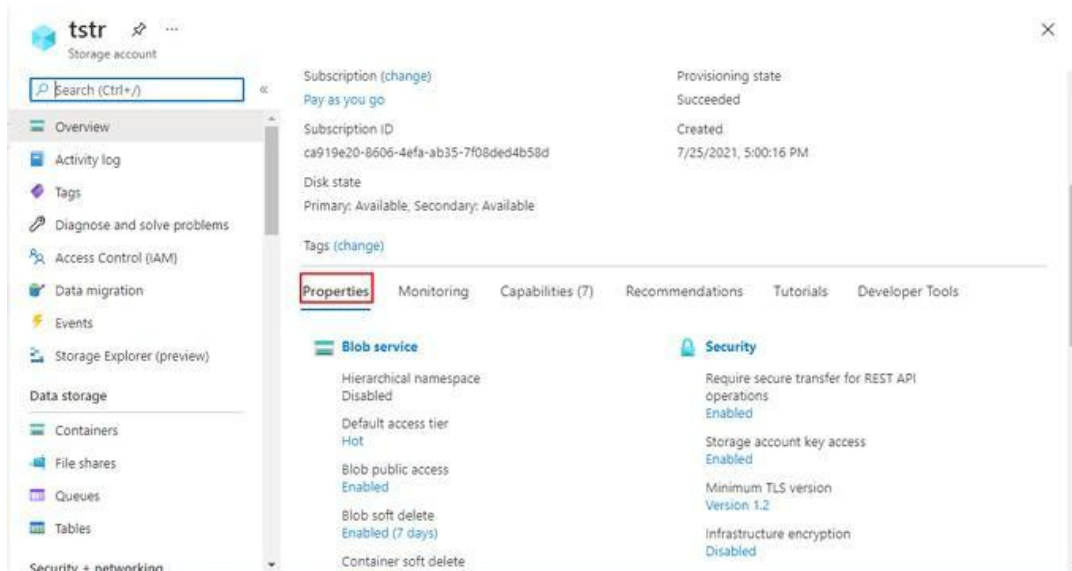 tstr ...
Storage account
Search (Ctrl+/)
«
Overview
Activity log
Tags
Diagnose and solve problems
Access Control (IAM)
Data migration
Events
Storage Explorer (preview)
Data storage
Containers
File shares
Queues
Tables
Security + networking
Subscription (change)
Pay as you go
Subscription ID
ca919e20-8606-4efa-ab35-7f08ded4b58d
Disk state
Primary: Available, Secondary: Available
Tags (change)
Provisioning state
Succeeded
Created
7/25/2021, 5:00:16 PM
Properties Monitoring Capabilities (7) Recommendations Tutorials Developer Tools
Blob service
Hierarchical namespace
Disabled
Default access tier
Hot
Blob public access
Enabled
Blob soft delete
Enabled (7 days)
Container soft delete
Security
Require secure transfer for REST API
operations
Enabled
Storage account key access
Enabled
Minimum TLS version
Version 1.2
Infrastructure encryption
Disabled